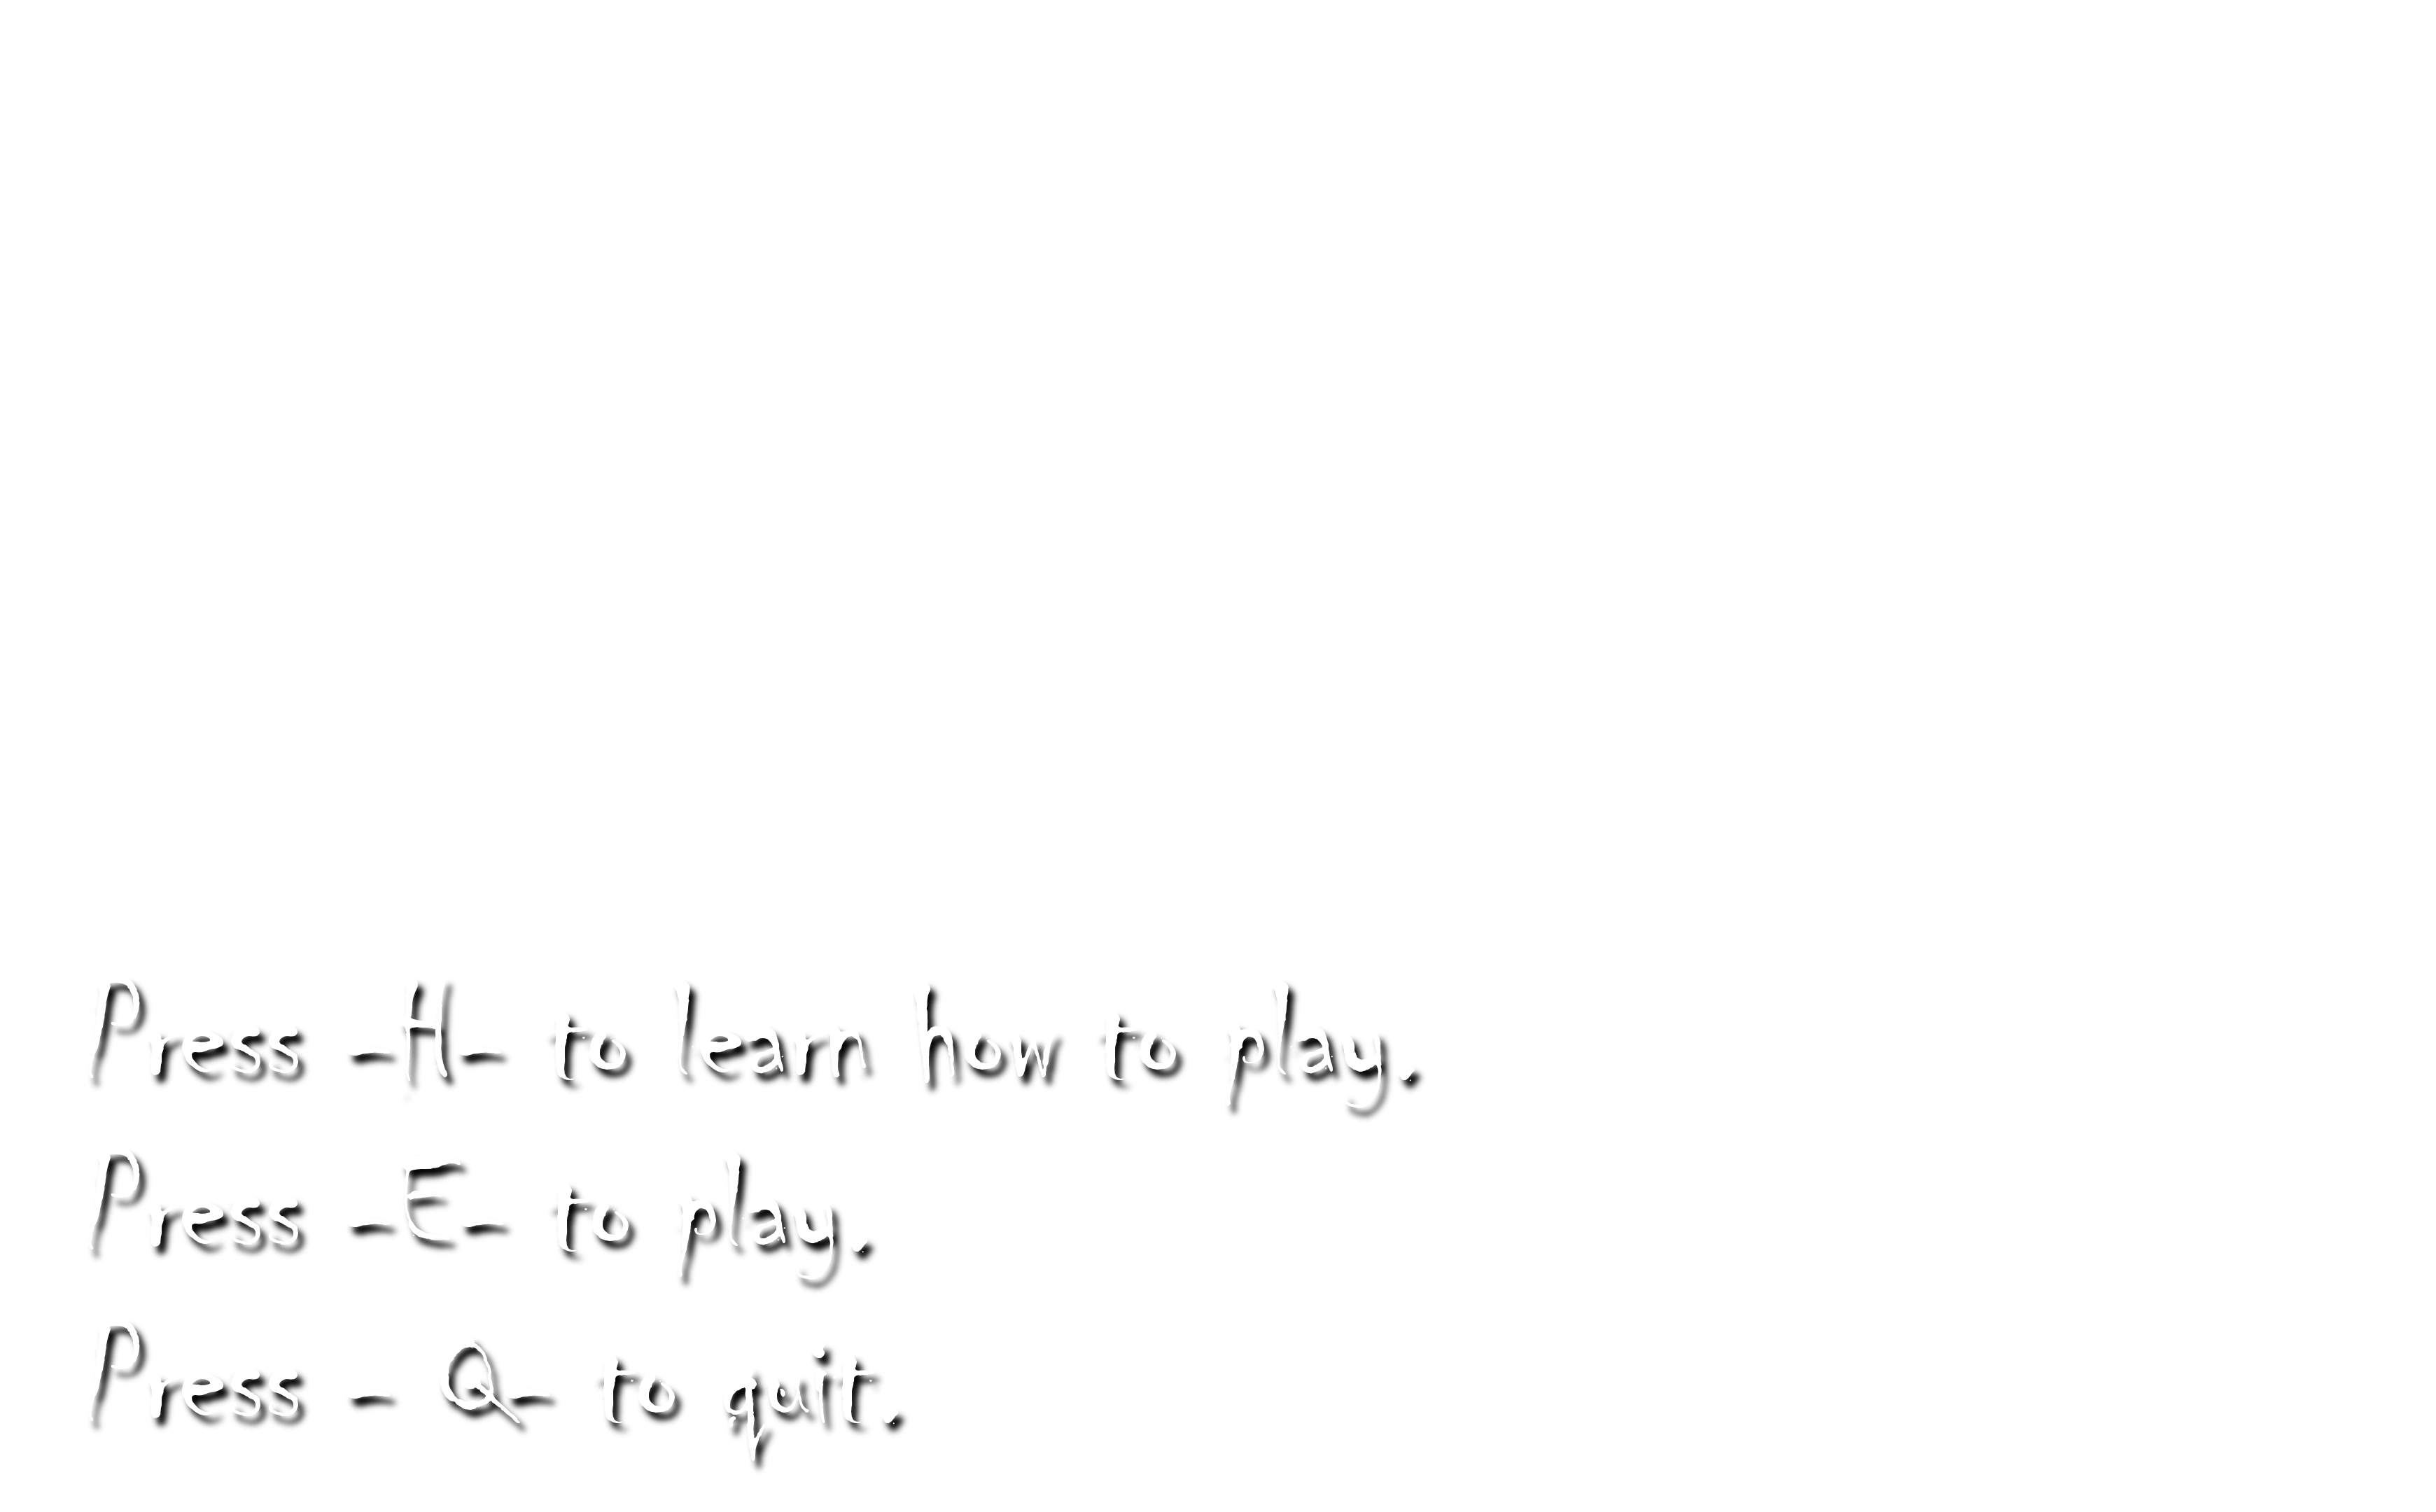 Press -H- to learn how to play.
Press -E- to play.
Press - Q- to quit.